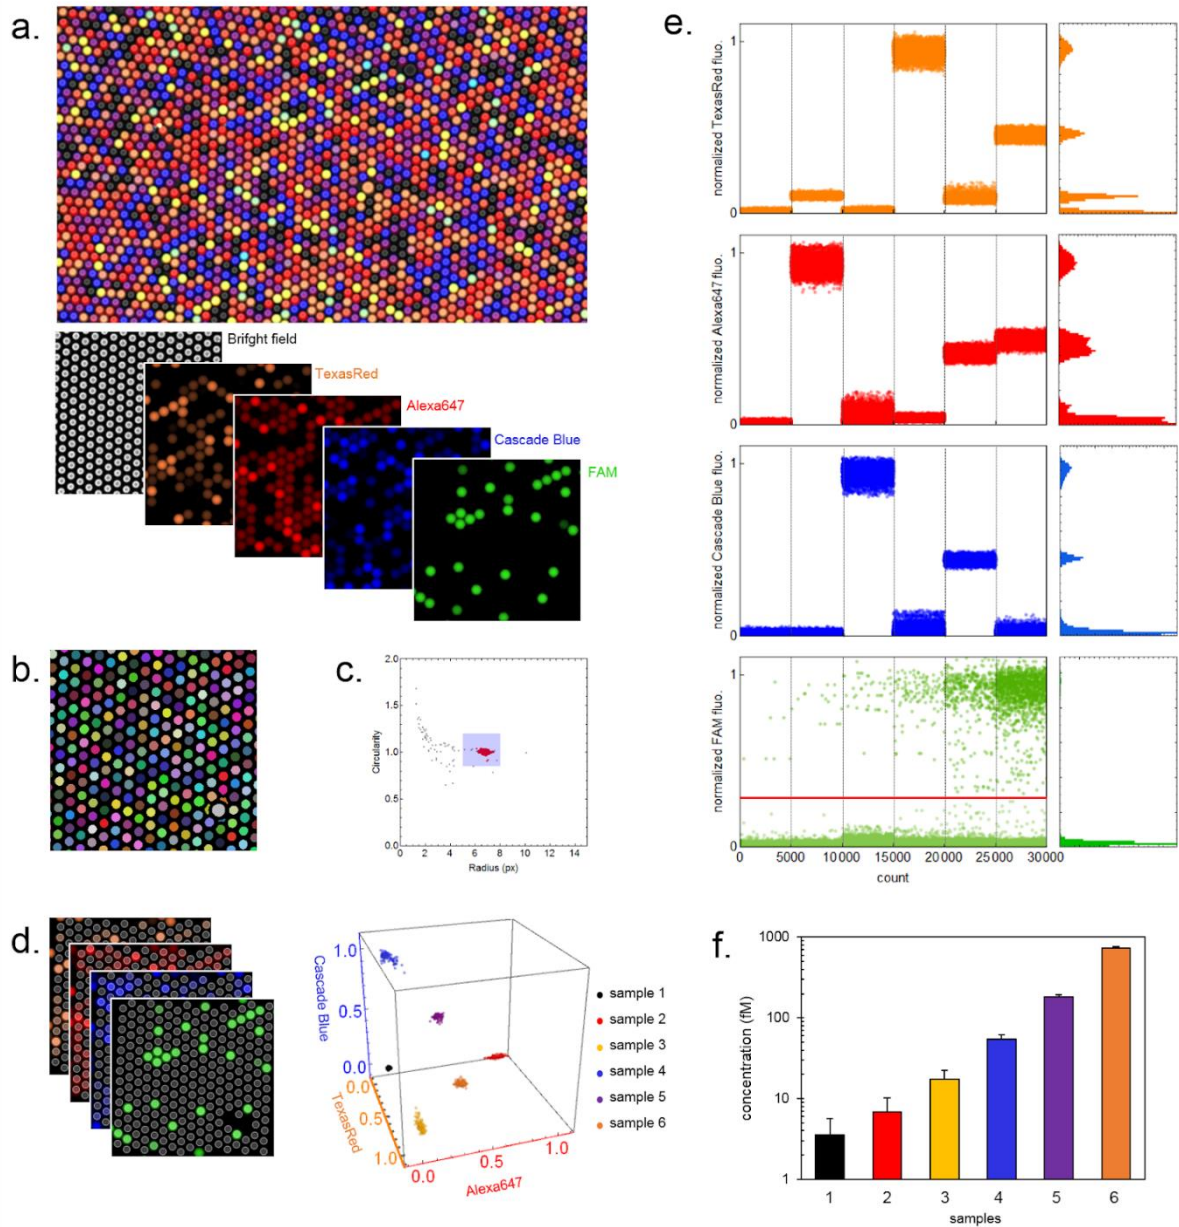 a.
Brifght field
TexasRed
Alexa647
Cascade Blue
FAM
b.
c.
Circularity
2.0
1.5
1.0
0.5
0.0
0 2 4 6 8 10 12 14
Radius (px)
d.
Cascade Blue
1.0
0.5
0.0
TexasRed
0.0
0.5
1.0
0.0 0.5 1.0
Alexa647
sample 1
sample 2
sample 3
sample 4
sample 5
sample 6
e.
normalized TexasRed fluo.
1
0
normalized Alexa647 fluo.
1
0
normalized Cascade Blue fluo.
1
0
normalized FAM fluo.
1
0
0 5000 10000 15000 20000 25000 30000
count
f.
concentration (fM)
1000
100
10
1
1 2 3 4 5 6
samples